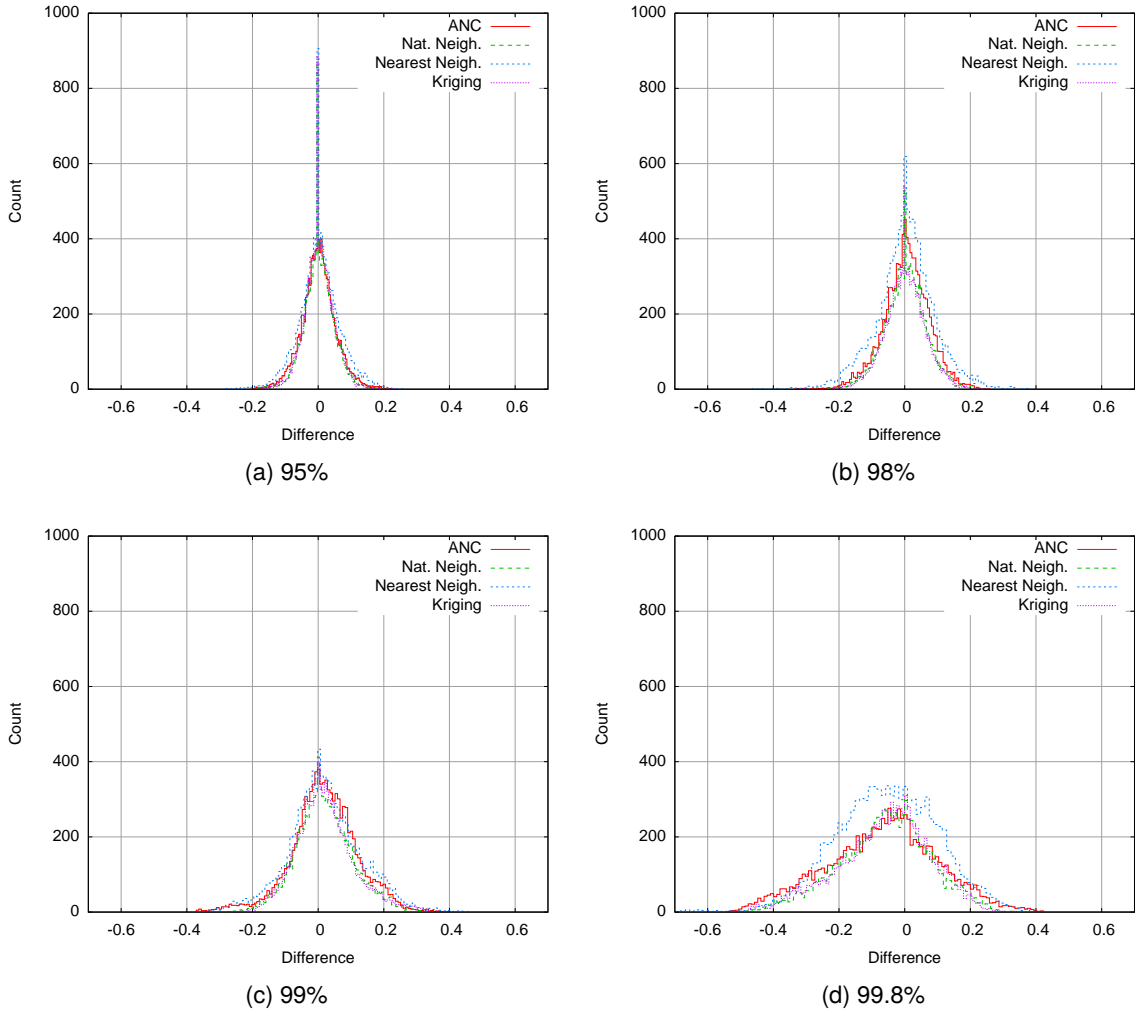 1000
800
600
400
200
0
-0.6 -0.4 -0.2 0 0.2 0.4 0.6
Count
Difference
ANC
Nat. Neigh.
Nearest Neigh.
Kriging
(a) 95%
1000
800
600
400
200
0
-0.6 -0.4 -0.2 0 0.2 0.4 0.6
Count
Difference
ANC
Nat. Neigh.
Nearest Neigh.
Kriging
(b) 98%
1000
800
600
400
200
0
-0.6 -0.4 -0.2 0 0.2 0.4 0.6
Count
Difference
ANC
Nat. Neigh.
Nearest Neigh.
Kriging
(c) 99%
1000
800
600
400
200
0
-0.6 -0.4 -0.2 0 0.2 0.4 0.6
Count
Difference
ANC
Nat. Neigh.
Nearest Neigh.
Kriging
(d) 99.8%